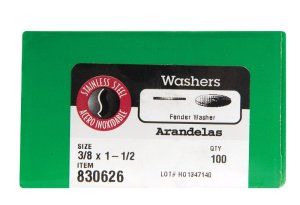 STAINLESS STEEL
ACERO INOXIDABLE
Washers
Fender Washer
Arandelas
SIZE
3/8 x 1-1/2
QTY
100
ITEM
830626
LOT# H01347140